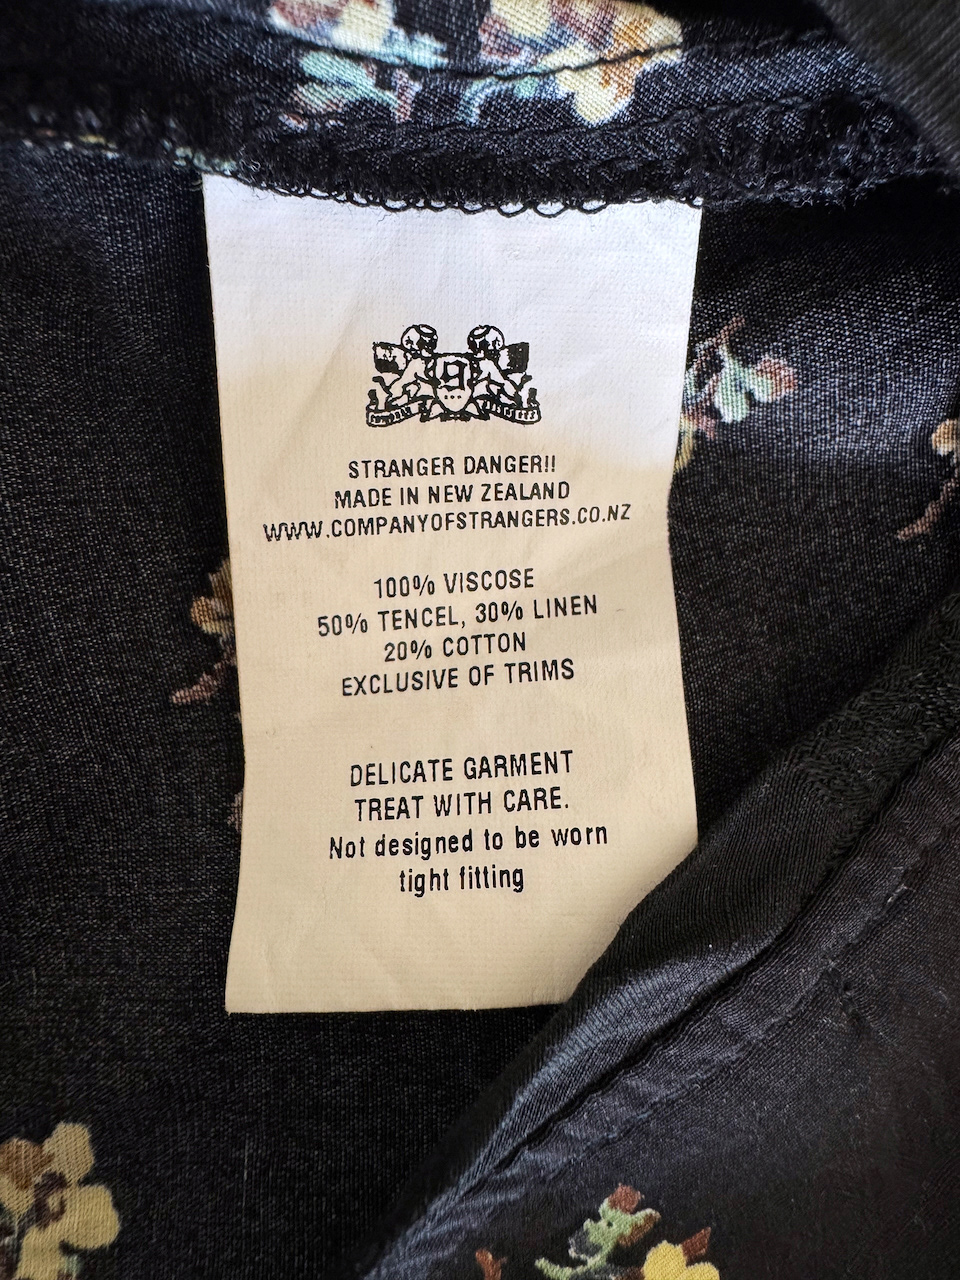 9
STRANGER DANGER!!
MADE IN NEW ZEALAND
WWW.COMPANYOFSTRANGERS.CO.NZ
100% VISCOSE
50% TENCEL, 30% LINEN
20% COTTON
EXCLUSIVE OF TRIMS
DELICATE GARMENT
TREAT WITH CARE.
Not designed to be worn
tight fitting